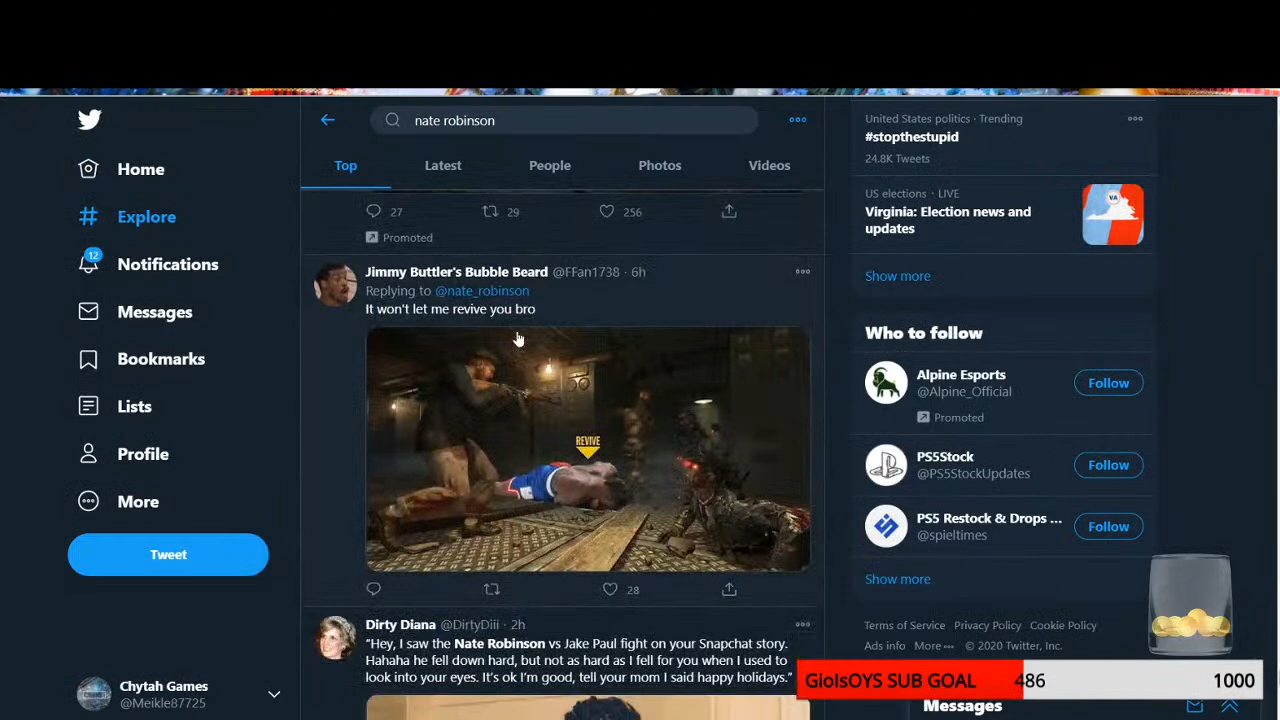 nate robinson
Top
Latest
People
Photos
Videos
Home
Explore
12
Notifications
Messages
Bookmarks
Lists
Profile
More
Tweet
Chytah Games
@Meikle87725
27
29
256
Promoted
Jimmy Buttler's Bubble Beard @FFan1738 · 6h
Replying to @nate_robinson
It won't let me revive you bro
REVIVE
28
Dirty Diana @DirtyDiii · 2h
“Hey, I saw the Nate Robinson vs Jake Paul fight on your Snapchat story.
Hahaha he fell down hard, but not as hard as I fell for you when I used to
look into your eyes. It's ok I'm good, tell your mom I said happy holidays.”
United States politics · Trending
#stopthestupid
24.8K Tweets
US elections · LIVE
Virginia: Election news and
updates
VA
Show more
Who to follow
Alpine Esports
@Alpine_Official
Promoted
Follow
PS5Stock
@PS5StockUpdates
Follow
PS5 Restock & Drops ...
@spieltimes
Follow
Show more
Terms of Service Privacy Policy Cookie Policy
Ads info More ••• © 2020 Twitter, Inc.
GioIsOYS SUB GOAL 486 1000
Messages